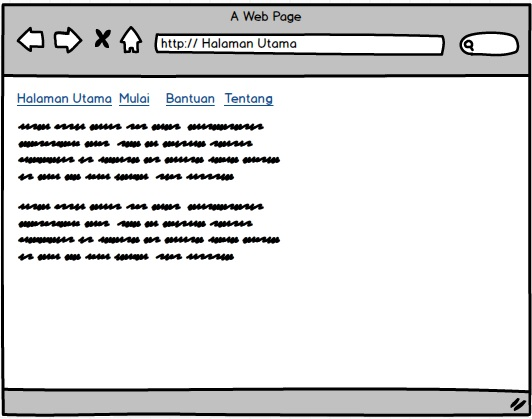 A Web Page
http:// Halaman Utama
Halaman Utama Mulai Bantuan Tentang